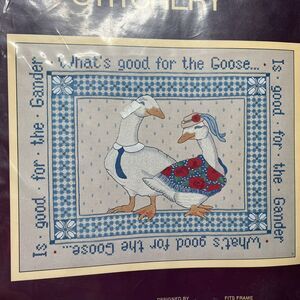 STITCHERY
What's good for the Goose...
Is good for the Gander
What's good for the Goose...
Is good for the Gander
DESIGNED BY
FITS FRAME